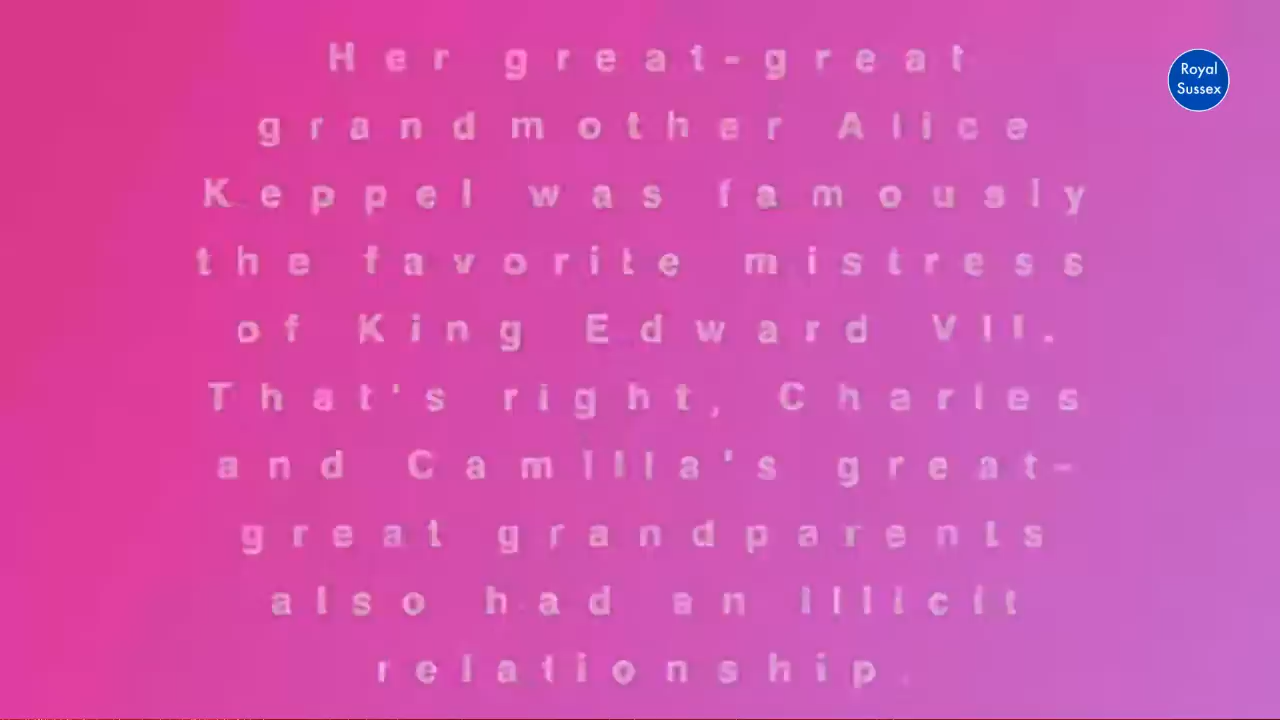 Her great-great
grandmother Alice
Keppel was famously
the favorite mistress
of King Edward VII.
That's right, Charles
and Camilla's great-
great grandparents
also had an illicit
relationship.
Royal
Sussex